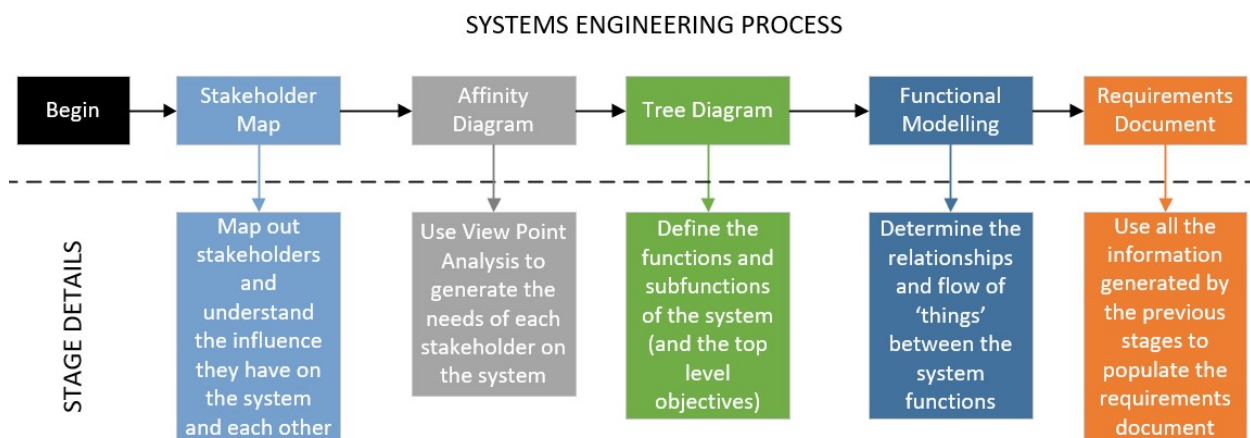 SYSTEMS ENGINEERING PROCESS
Begin
Stakeholder
Map
Affinity
Diagram
Tree Diagram
Functional
Modelling
Requirements
Document
STAGE DETAILS
Map out
stakeholders
and
understand
the influence
they have on
the system
and each other
Use View Point
Analysis to
generate the
needs of each
stakeholder on
the system
Define the
functions and
subfunctions
of the system
(and the top
level
objectives)
Determine the
relationships
and flow of
‘things’
between the
system
functions
Use all the
information
generated by
the previous
stages to
populate the
requirements
document